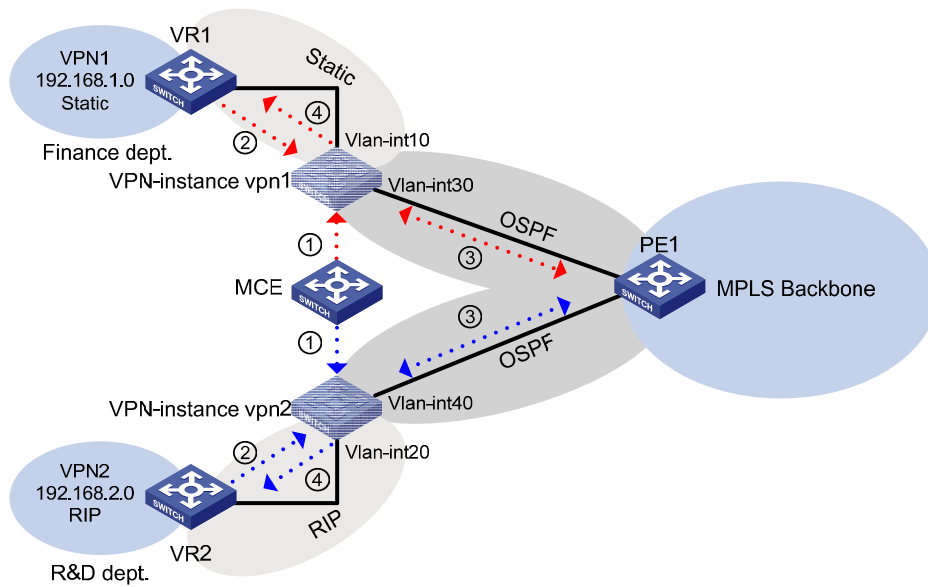 VR1
VPN1
192.168.1.0
Static
SWITCH
Finance dept.
Static
④
②
Vlan-int10
VPN-instance vpn1
SWITCH
Vlan-int30
OSPF
①
③
PE1
SWITCH
MPLS Backbone
MCE
SWITCH
①
③
OSPF
VPN-instance vpn2
SWITCH
Vlan-int40
Vlan-int20
②
④
VPN2
192.168.2.0
RIP
SWITCH
RIP
VR2
R&D dept.